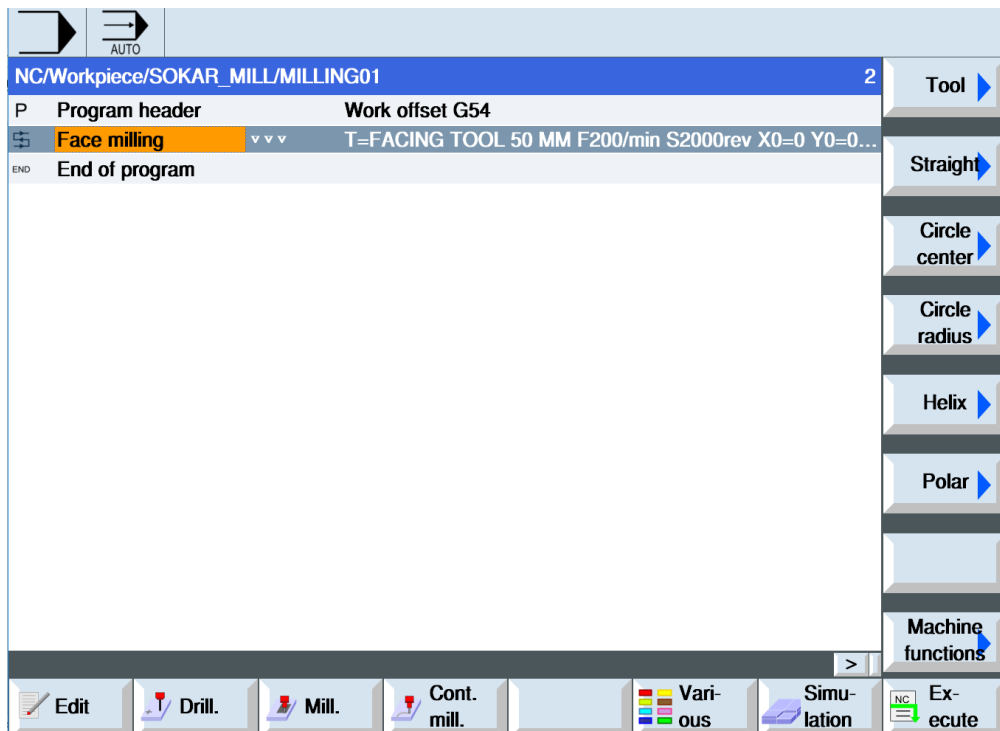 AUTO
NC/Workpiece/SOKAR_MILL/MILLING01 2
P Program header Work offset G54
Face milling ▿▿▿ T=FACING TOOL 50 MM F200/min S2000rev X0=0 Y0=0...
END End of program
>
Tool
Straight
Circle
center
Circle
radius
Helix
Polar
Machine
functions
Edit
Drill.
Mill.
Cont.
mill.
Vari-
ous
Simu-
lation
NC
Ex-
ecute